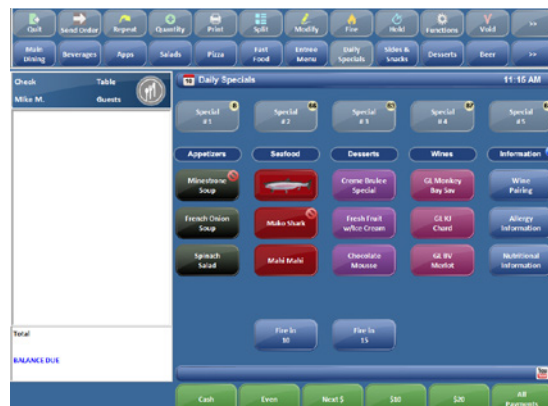 Quit Send Order Repeat Quantity Print Split Modify Fire Hold Functions Void >>
Main Dining Beverages Apps Salads Pizza Fast Food Entree Menu Daily Specials Sides & Snacks Desserts Beer >>
Check Table
Mike M. Guests
Daily Specials 11:15 AM
Special #1
Special #2
Special #3
Special #4
Special #5
Appetizers Seafood Desserts Wines Information
Minestrone Soup
Creme Brulee Special
GL Monkey Bay Sav
Wine Pairing
French Onion Soup
Mako Shark
Fresh Fruit w/Ice Cream
GL KJ Chard
Allergy Information
Spinach Salad
Mahi Mahi
Chocolate Mousse
GL BV Merlot
Nutritional Information
Fire in 10
Fire in 15
Total
BALANCE DUE
Cash Even Next $ $10 $20 All Payments